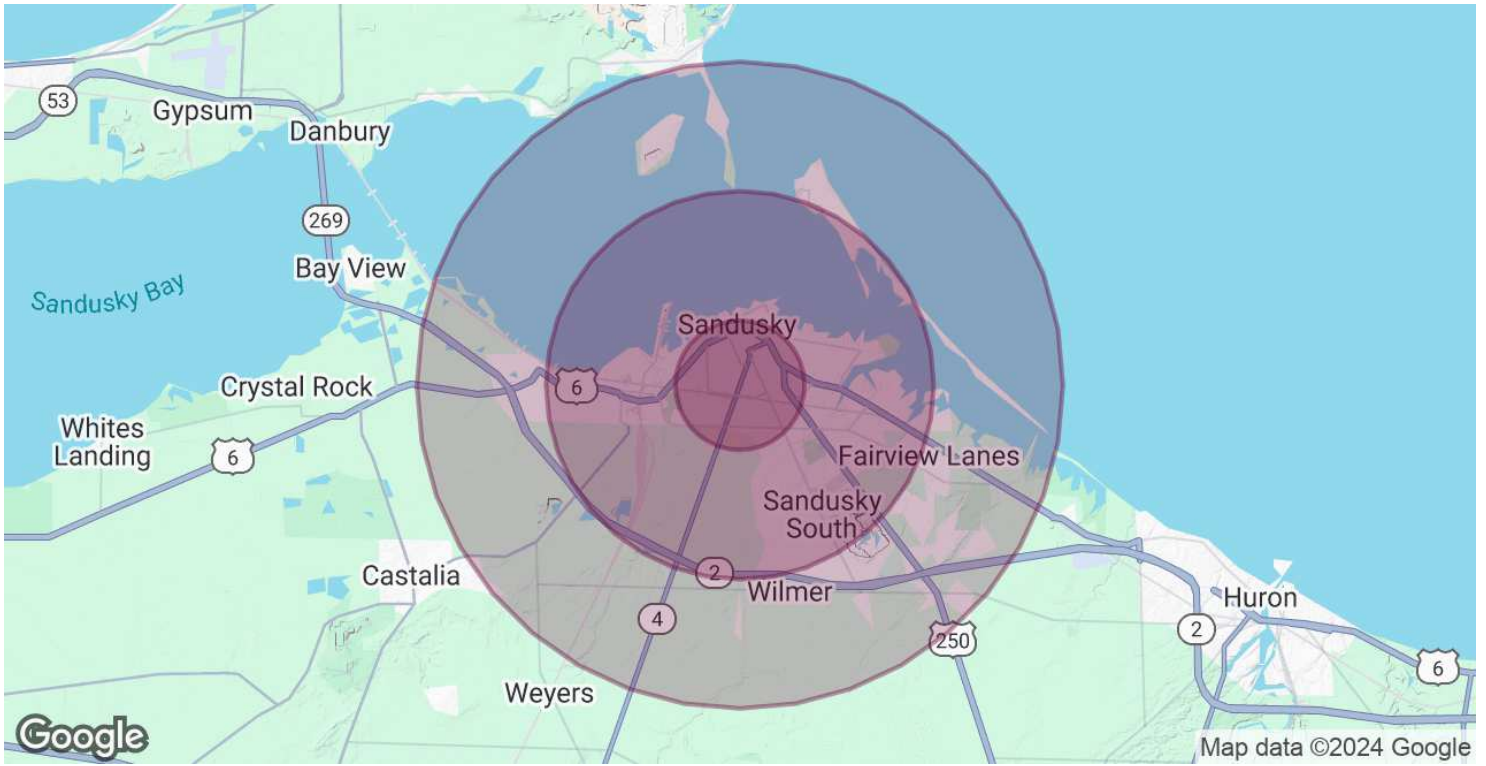 53
Gypsum
Danbury
269
Bay View
Sandusky Bay
Sandusky
Crystal Rock
6
Whites
Landing
6
Fairview Lanes
Sandusky
South
Castalia
2
Wilmer
4
Huron
2
250
6
Weyers
Google
Map data ©2024 Google